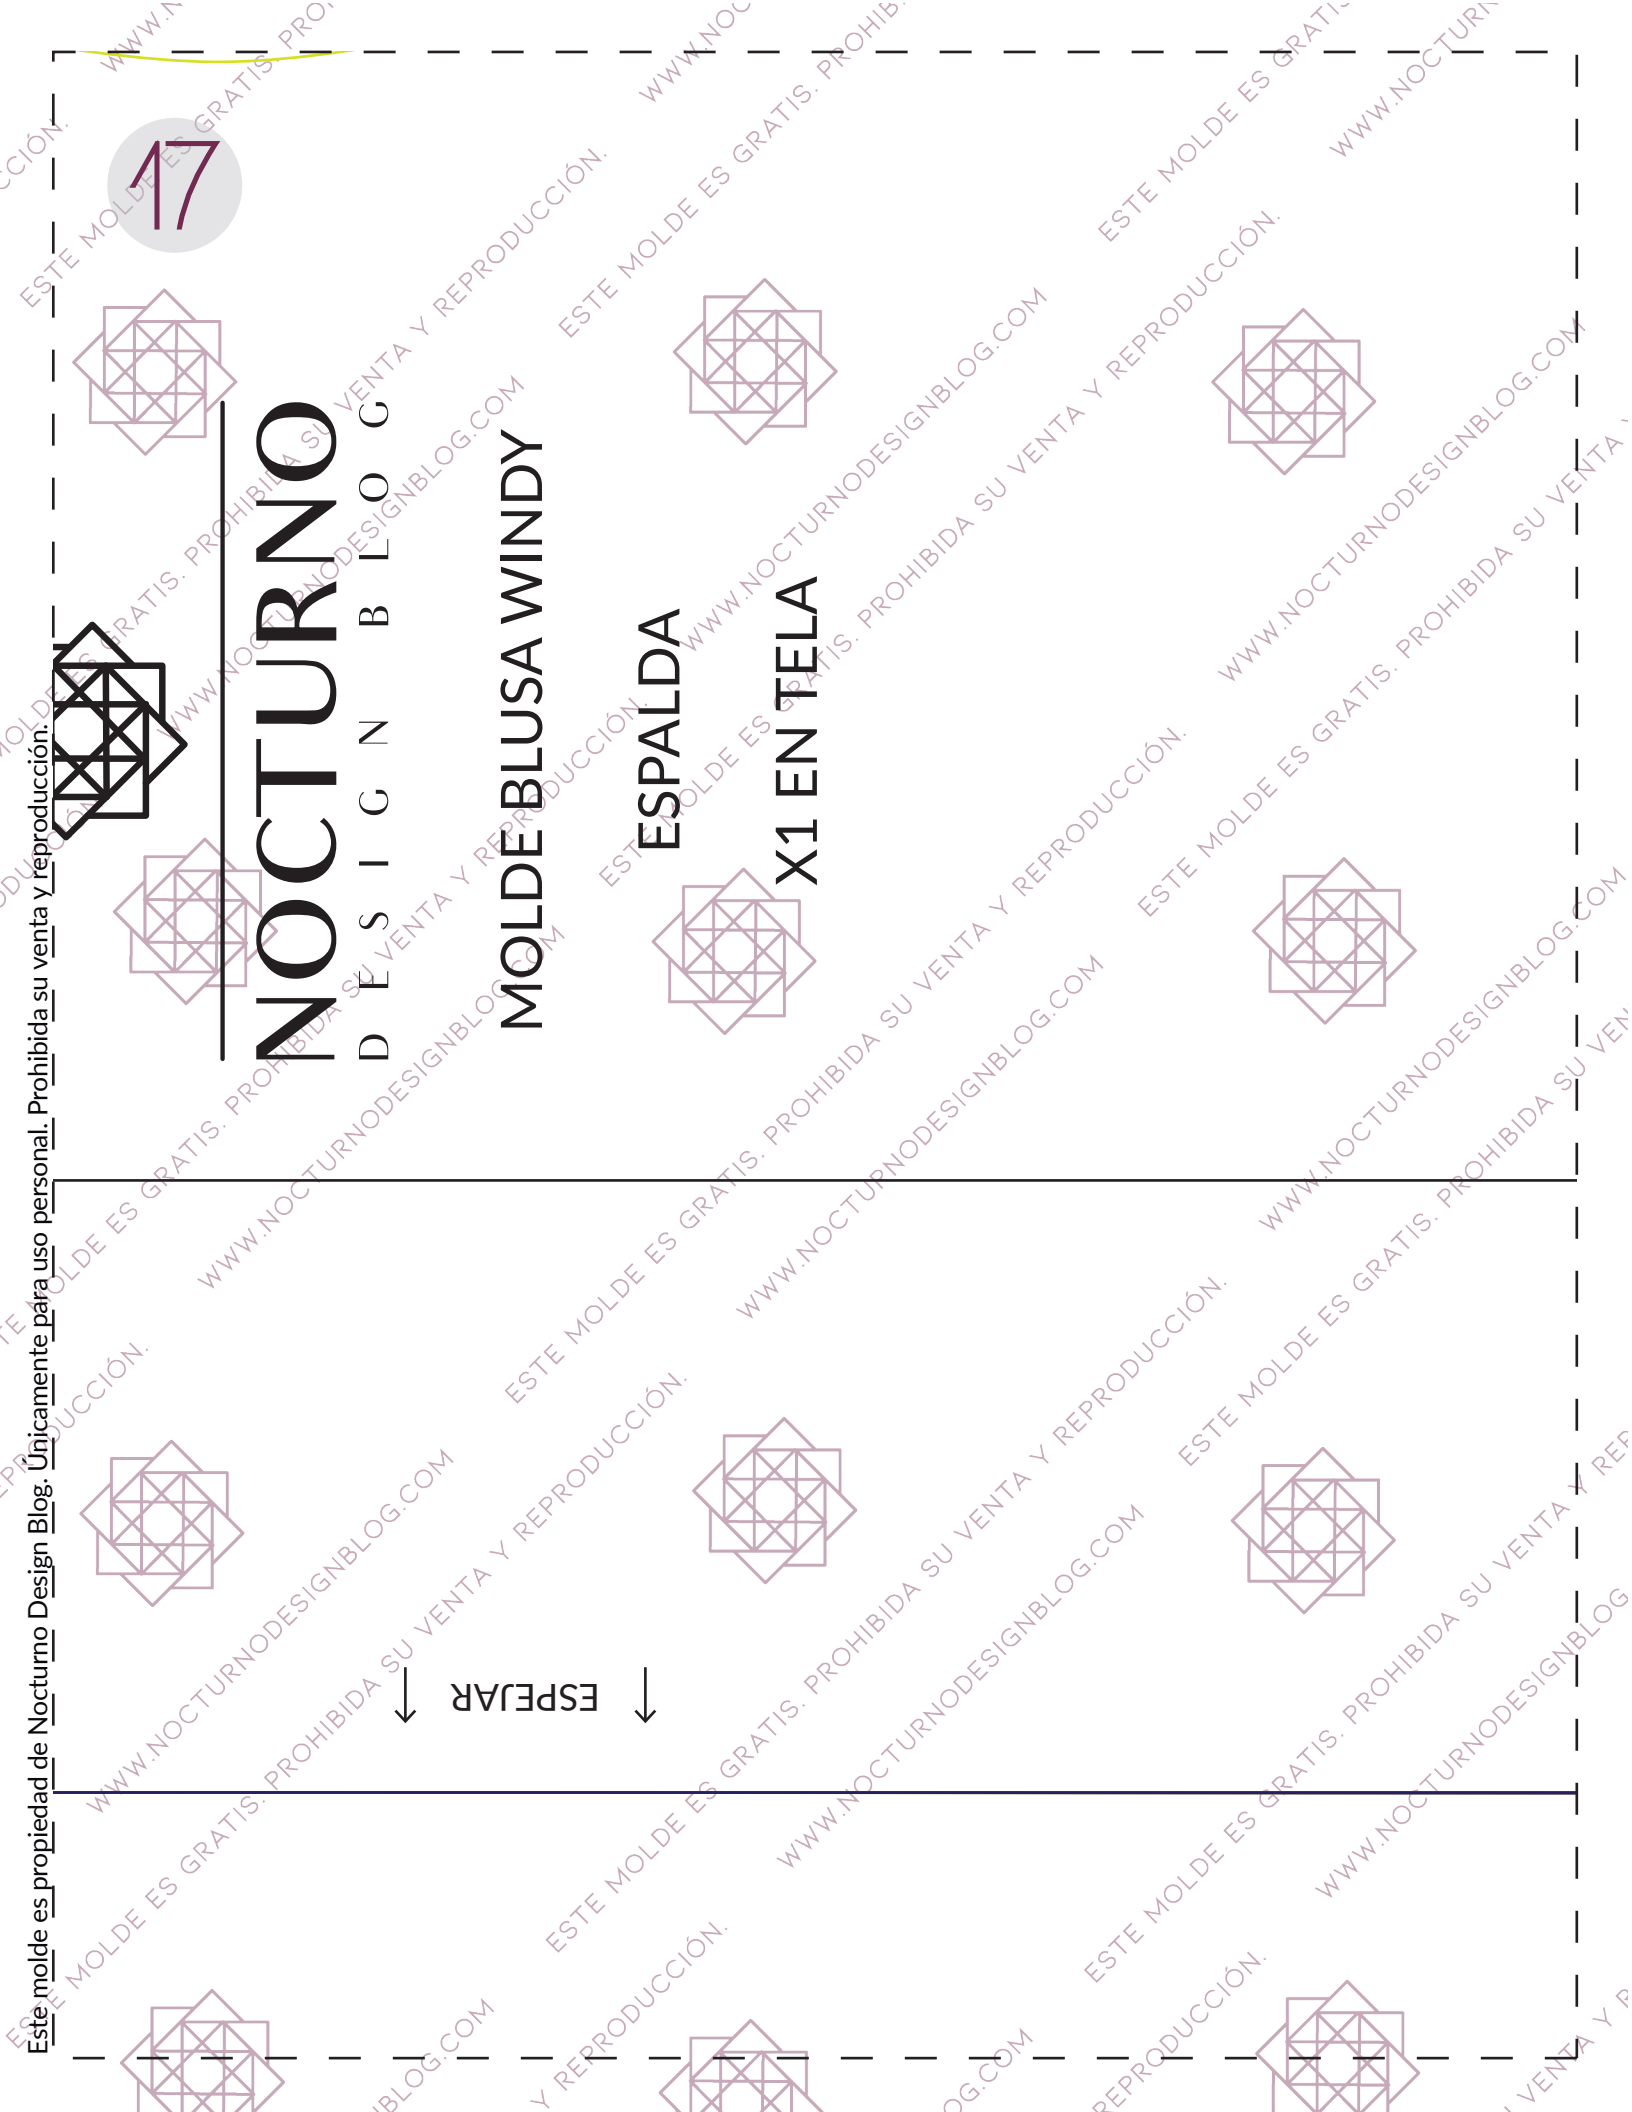 17
NOCTURNO
DESIGN BLOG
MOLDE BLUSA WINDY
ESPALDA
X1 EN TELA
ESPEJAR
Este molde es propiedad de Nocturno Design Blog. Únicamente para uso personal. Prohibida su venta y reproducción.
ESTE MOLDE ES GRATIS. PROHIBIDA SU VENTA Y REPRODUCCIÓN.
WWW.NOCTURNODESIGNBLOG.COM